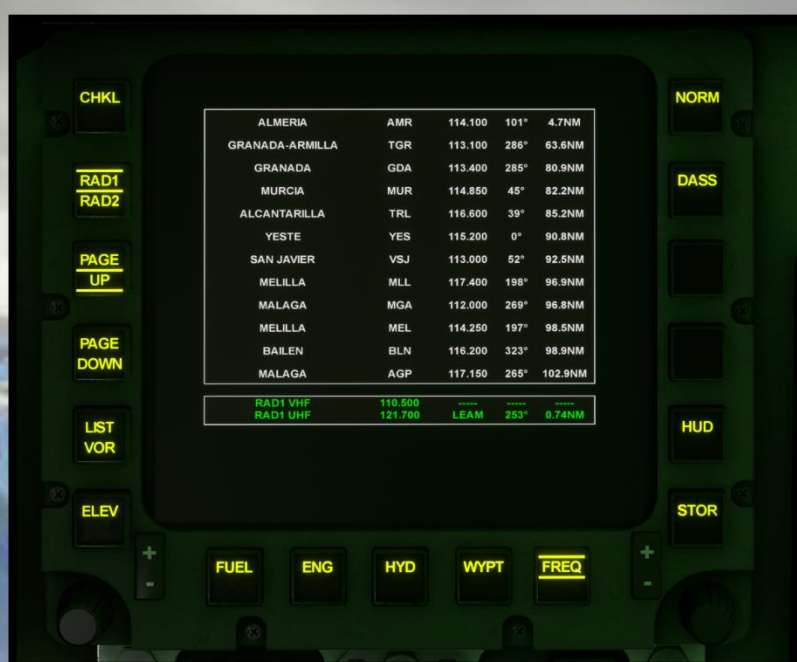 CHKL
NORM
RAD1
RAD2
DASS
PAGE
UP
PAGE
DOWN
LIST
VOR
HUD
ELEV
STOR
ALMERIA AMR 114.100 101° 4.7NM
GRANADA-ARMILLA TGR 113.100 286° 63.6NM
GRANADA GDA 113.400 285° 80.9NM
MURCIA MUR 114.850 45° 82.2NM
ALCANTARILLA TRL 116.600 39° 85.2NM
YESTE YES 115.200 0° 90.8NM
SAN JAVIER VSJ 113.000 52° 92.5NM
MELILLA MLL 117.400 198° 96.9NM
MALAGA MGA 112.000 269° 96.8NM
MELILLA MEL 114.250 197° 98.5NM
BAILEN BLN 116.200 323° 98.9NM
MALAGA AGP 117.150 265° 102.9NM
RAD1 VHF 110.500 ----- ----- -----
RAD1 UHF 121.700 LEAM 253° 0.74NM
+
-
FUEL ENG HYD WYPT FREQ
+
-